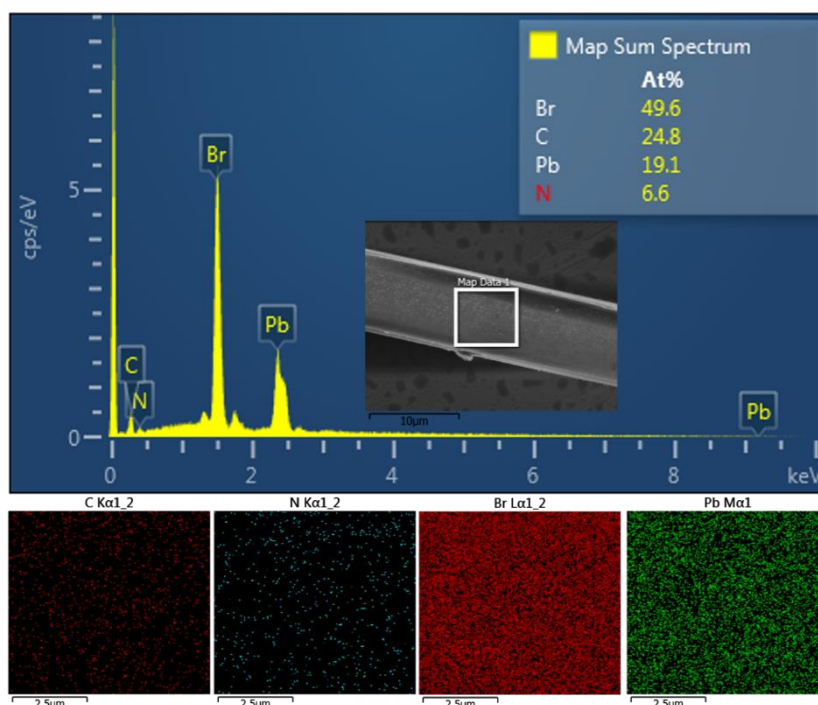 Map Sum Spectrum
At%
Br 49.6
C 24.8
Pb 19.1
N 6.6
cps/eV
5
0
Br
Pb
C
N
Pb
Map Data 1
10µm
0 2 4 6 8 keV
C Kα1_2 N Kα1_2 Br Lα1_2 Pb Mα1
2.5µm 2.5µm 2.5µm 2.5µm